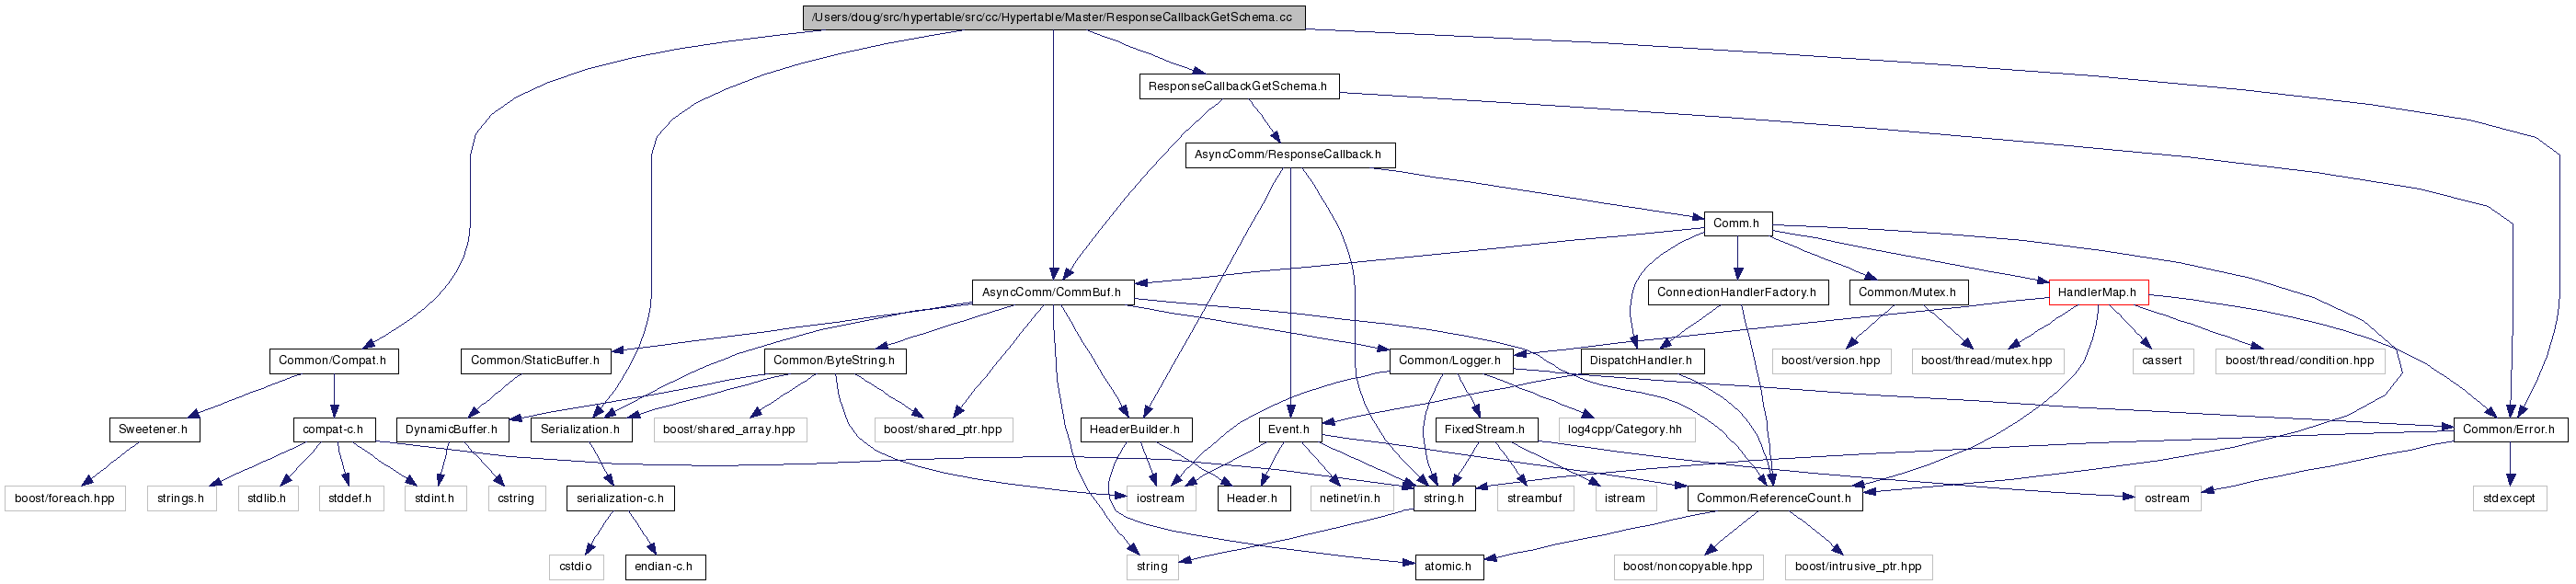 /Users/doug/src/hypertable/src/cc/Hypertable/Master/ResponseCallbackGetSchema.cc
ResponseCallbackGetSchema.h
AsyncComm/ResponseCallback.h
Comm.h
AsyncComm/CommBuf.h
ConnectionHandlerFactory.h
Common/Mutex.h
HandlerMap.h
Common/Compat.h
Common/StaticBuffer.h
Common/ByteString.h
Common/Logger.h
DispatchHandler.h
boost/version.hpp
boost/thread/mutex.hpp
cassert
boost/thread/condition.hpp
Sweetener.h
compat-c.h
DynamicBuffer.h
Serialization.h
boost/shared_array.hpp
boost/shared_ptr.hpp
HeaderBuilder.h
Event.h
FixedStream.h
log4cpp/Category.hh
Common/Error.h
boost/foreach.hpp
strings.h
stdlib.h
stddef.h
stdint.h
cstring
serialization-c.h
iostream
Header.h
netinet/in.h
string.h
streambuf
istream
Common/ReferenceCount.h
ostream
stdexcept
cstdio
endian-c.h
string
atomic.h
boost/noncopyable.hpp
boost/intrusive_ptr.hpp